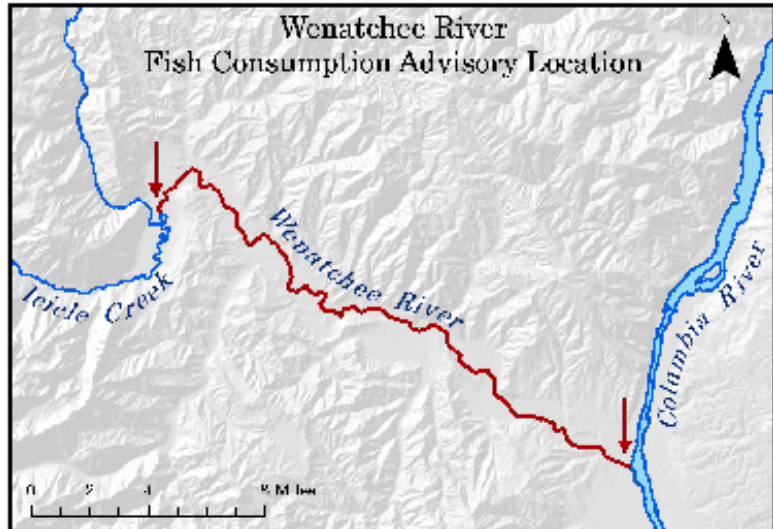 Wenatchee River
Fish Consumption Advisory Location
Wenatchee River
Icicle Creek
Columbia River
0 2 4 8 Miles